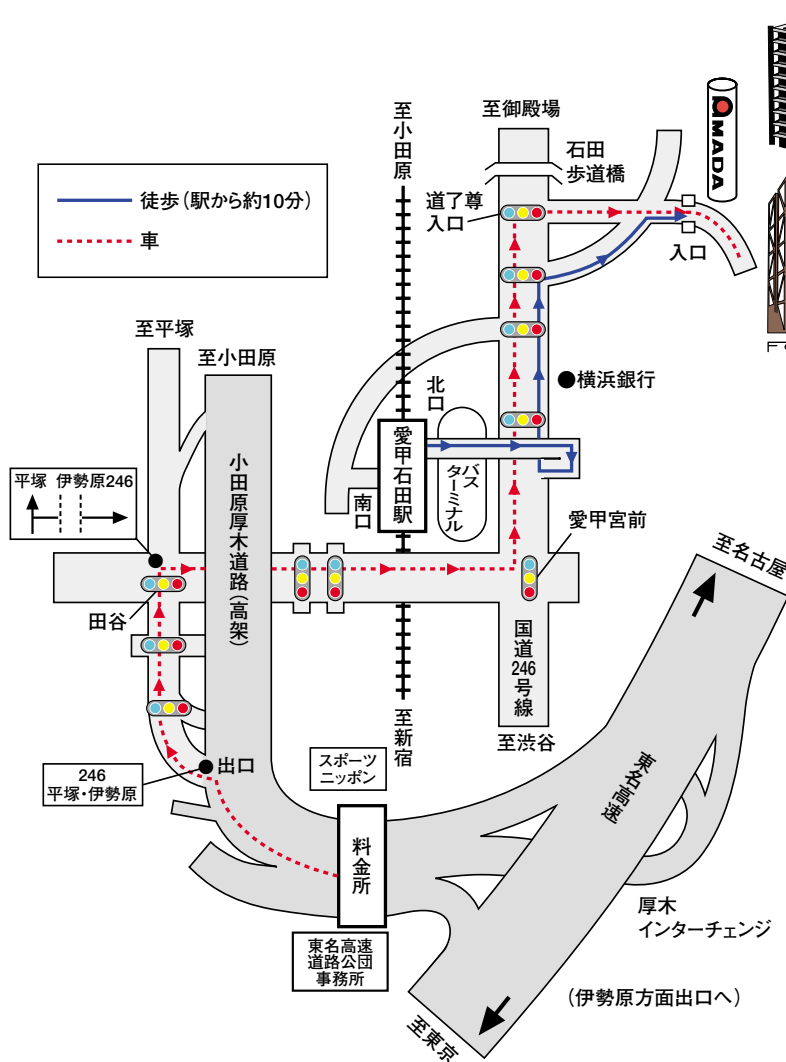 至御殿場
石田
歩道橋
AMADA
至小田原
徒歩（駅から約10分）
車
道了尊
入口
入口
至平塚
至小田原
北口
横浜銀行
愛甲石田駅
バス
ターミナル
南口
平塚 伊勢原246
小田原厚木道路（高架）
愛甲宮前
至名古屋
田谷
国道246号線
至新宿
至渋谷
出口
246
平塚・伊勢原
スポーツ
ニッポン
東名高速
料金所
厚木
インターチェンジ
東名高速
道路公団
事務所
（伊勢原方面出口へ）
至東京